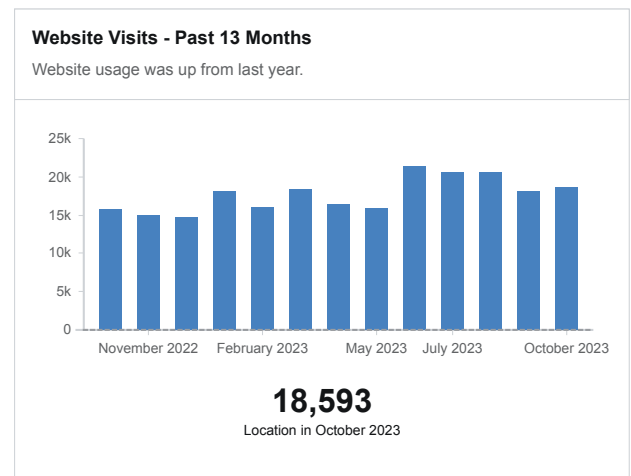 Website Visits - Past 13 Months
Website usage was up from last year.
25k
20k
15k
10k
5k
0
November 2022 February 2023 May 2023 July 2023 October 2023
18,593
Location in October 2023